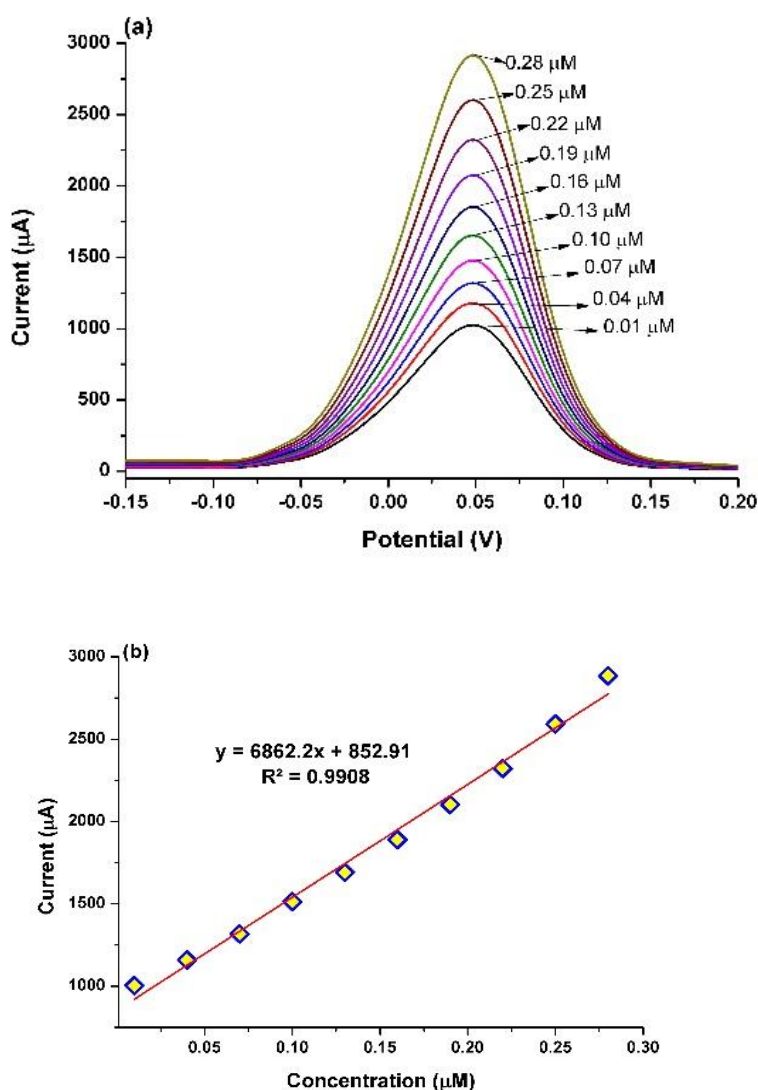 (a)
3000
2500
2000
1500
1000
500
0
Current (µA)
0.28 µM
0.25 µM
0.22 µM
0.19 µM
0.16 µM
0.13 µM
0.10 µM
0.07 µM
0.04 µM
0.01 µM
-0.15 -0.10 -0.05 0.00 0.05 0.10 0.15 0.20
Potential (V)
(b)
3000
2500
2000
1500
1000
Current (µA)
y = 6862.2x + 852.91
R² = 0.9908
0.05 0.10 0.15 0.20 0.25 0.30
Concentration (µM)